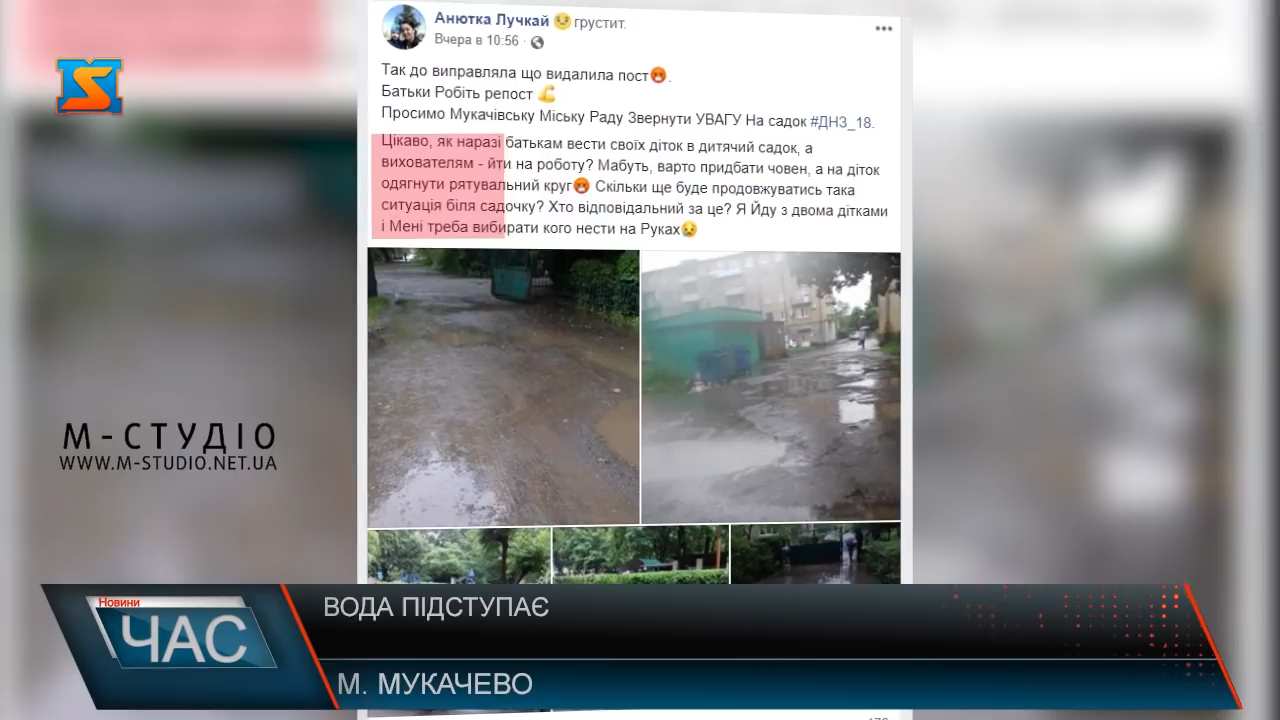 Анютка Лучкай грустит.
Вчера в 10:56 ·
Так до виправляла що видалила пост.
Батьки Робіть репост
Просимо Мукачівську Міську Раду Звернути УВАГУ На садок #ДНЗ_18.
Цікаво, як наразі батькам вести своїх діток в дитячий садок, а
вихователям - йти на роботу? Мабуть, варто придбати човен, а на діток
одягнути рятувальний круг Скільки ще буде продовжуватись така
ситуація біля садочку? Хто відповідальний за це? Я Йду з двома дітками
і Мені треба вибирати кого нести на Руках
М-СТУДІО
WWW.M-STUDIO.NET.UA
Новини
ЧАС
ВОДА ПІДСТУПАЄ
М. МУКАЧЕВО